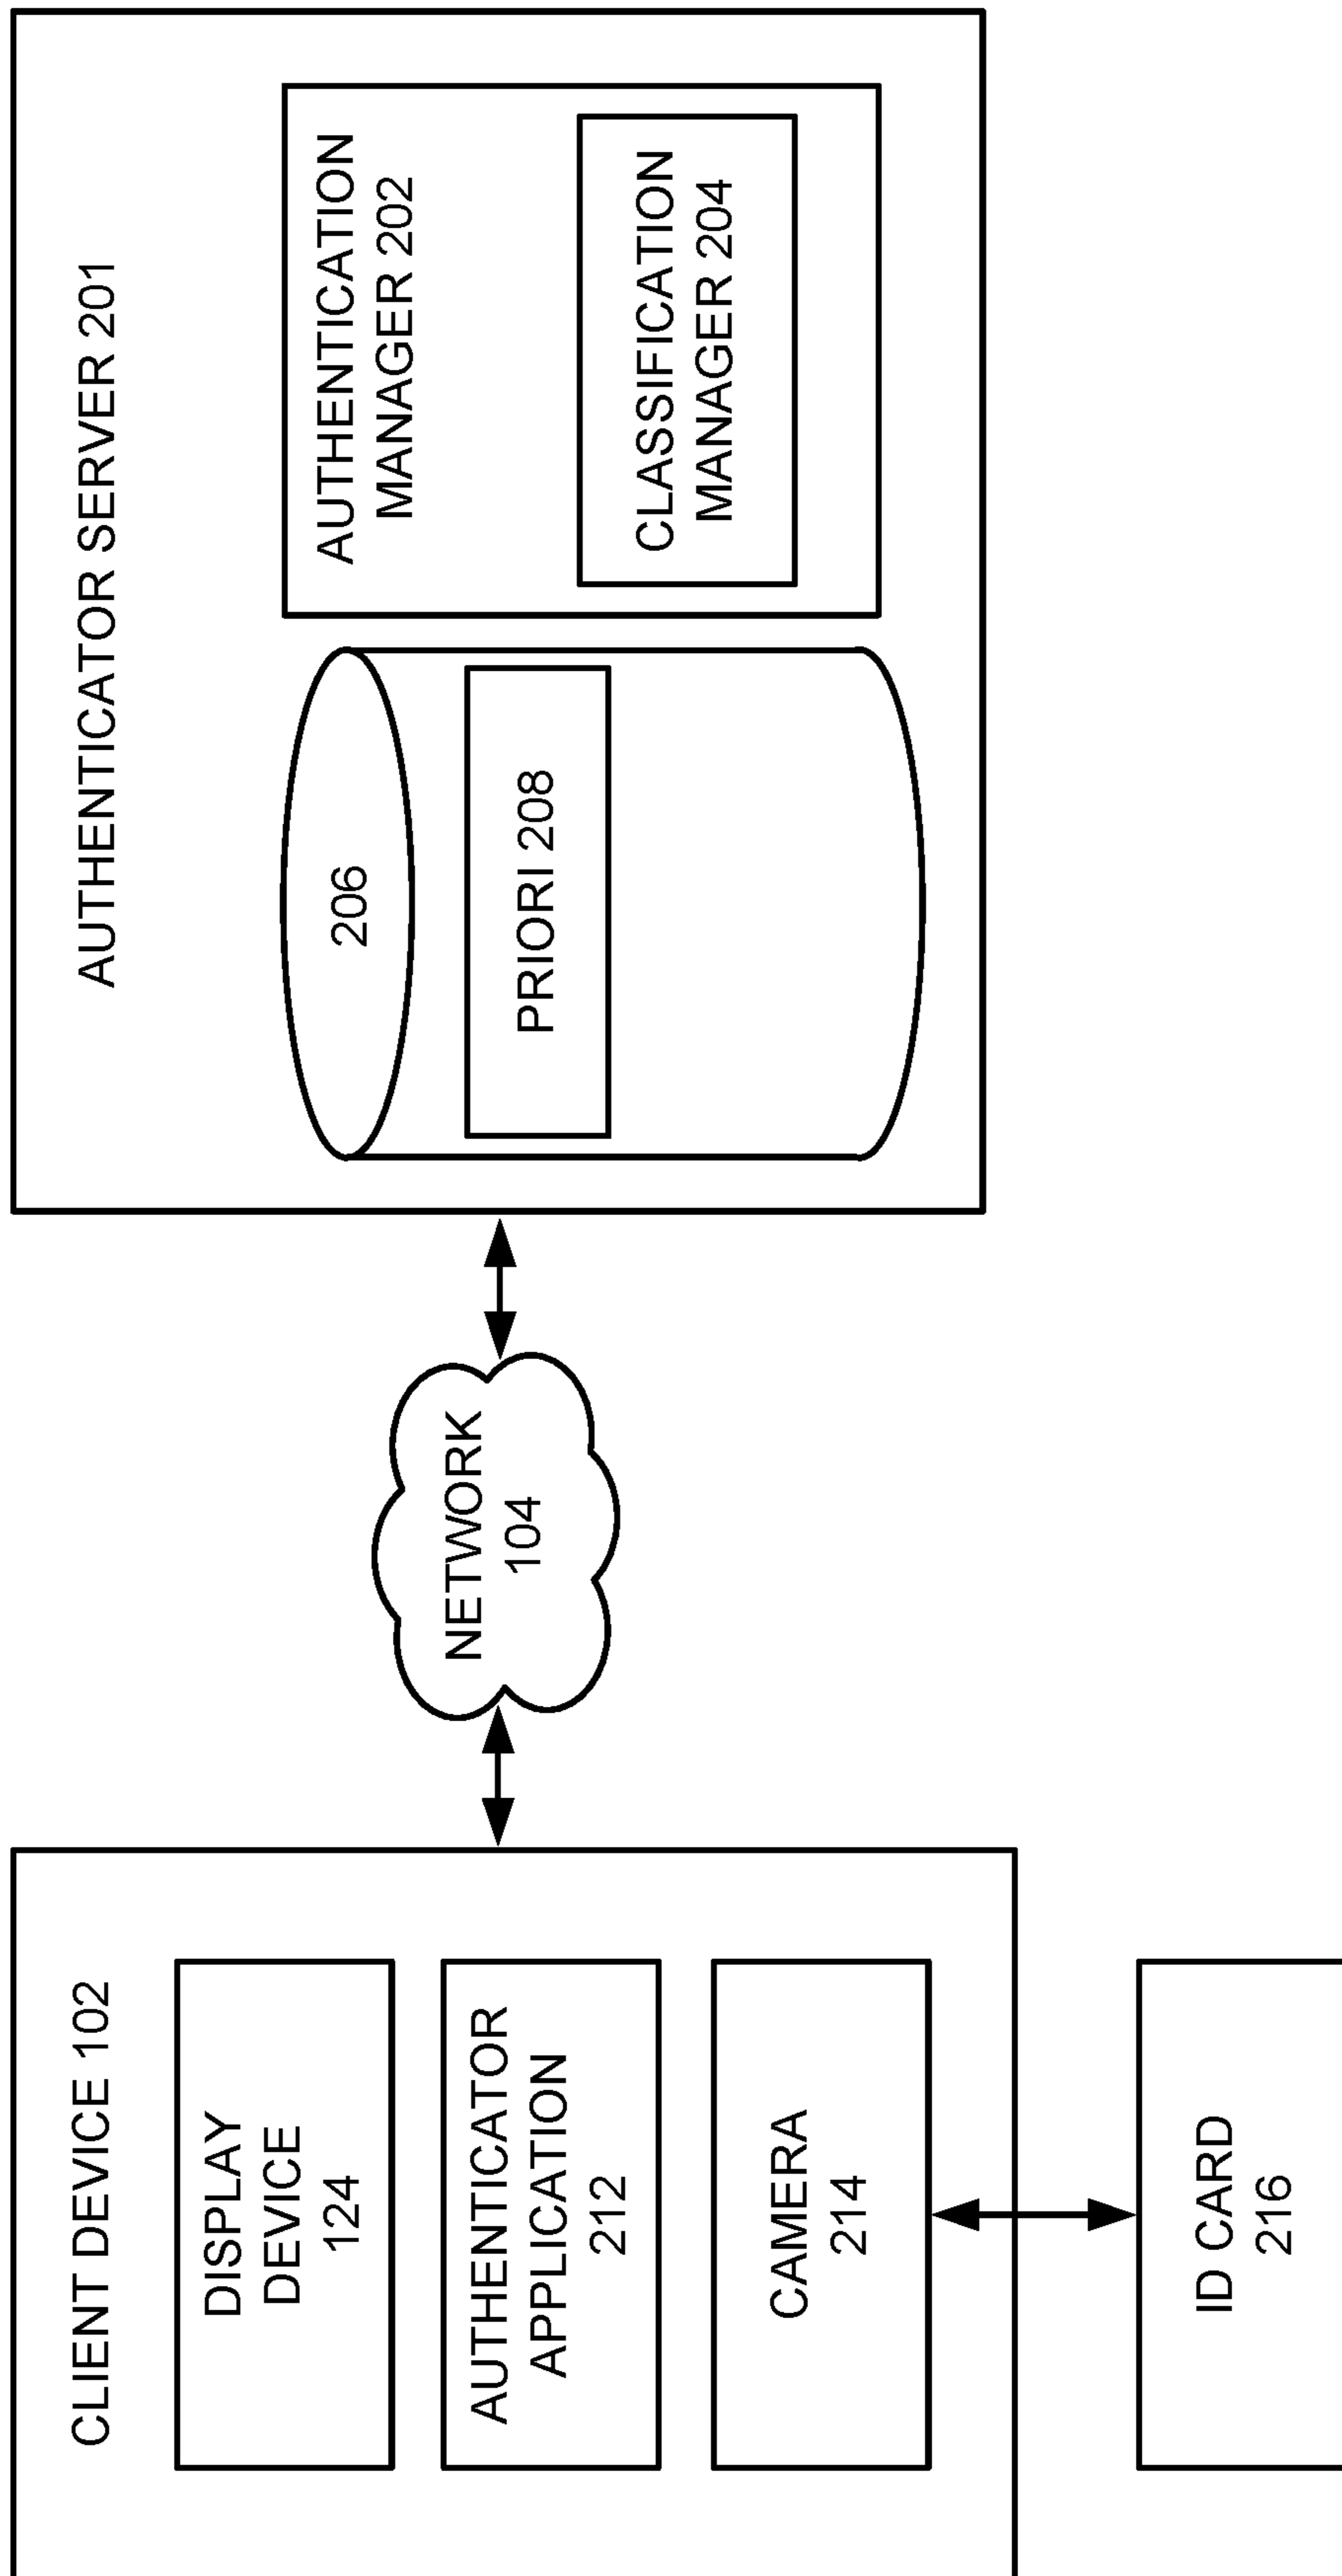 CLIENT DEVICE 102
DISPLAY
DEVICE
124
AUTHENTICATOR
APPLICATION
212
CAMERA
214
ID CARD
216
NETWORK
104
AUTHENTICATOR SERVER 201
206
PRIORI 208
AUTHENTICATION
MANAGER 202
CLASSIFICATION
MANAGER 204